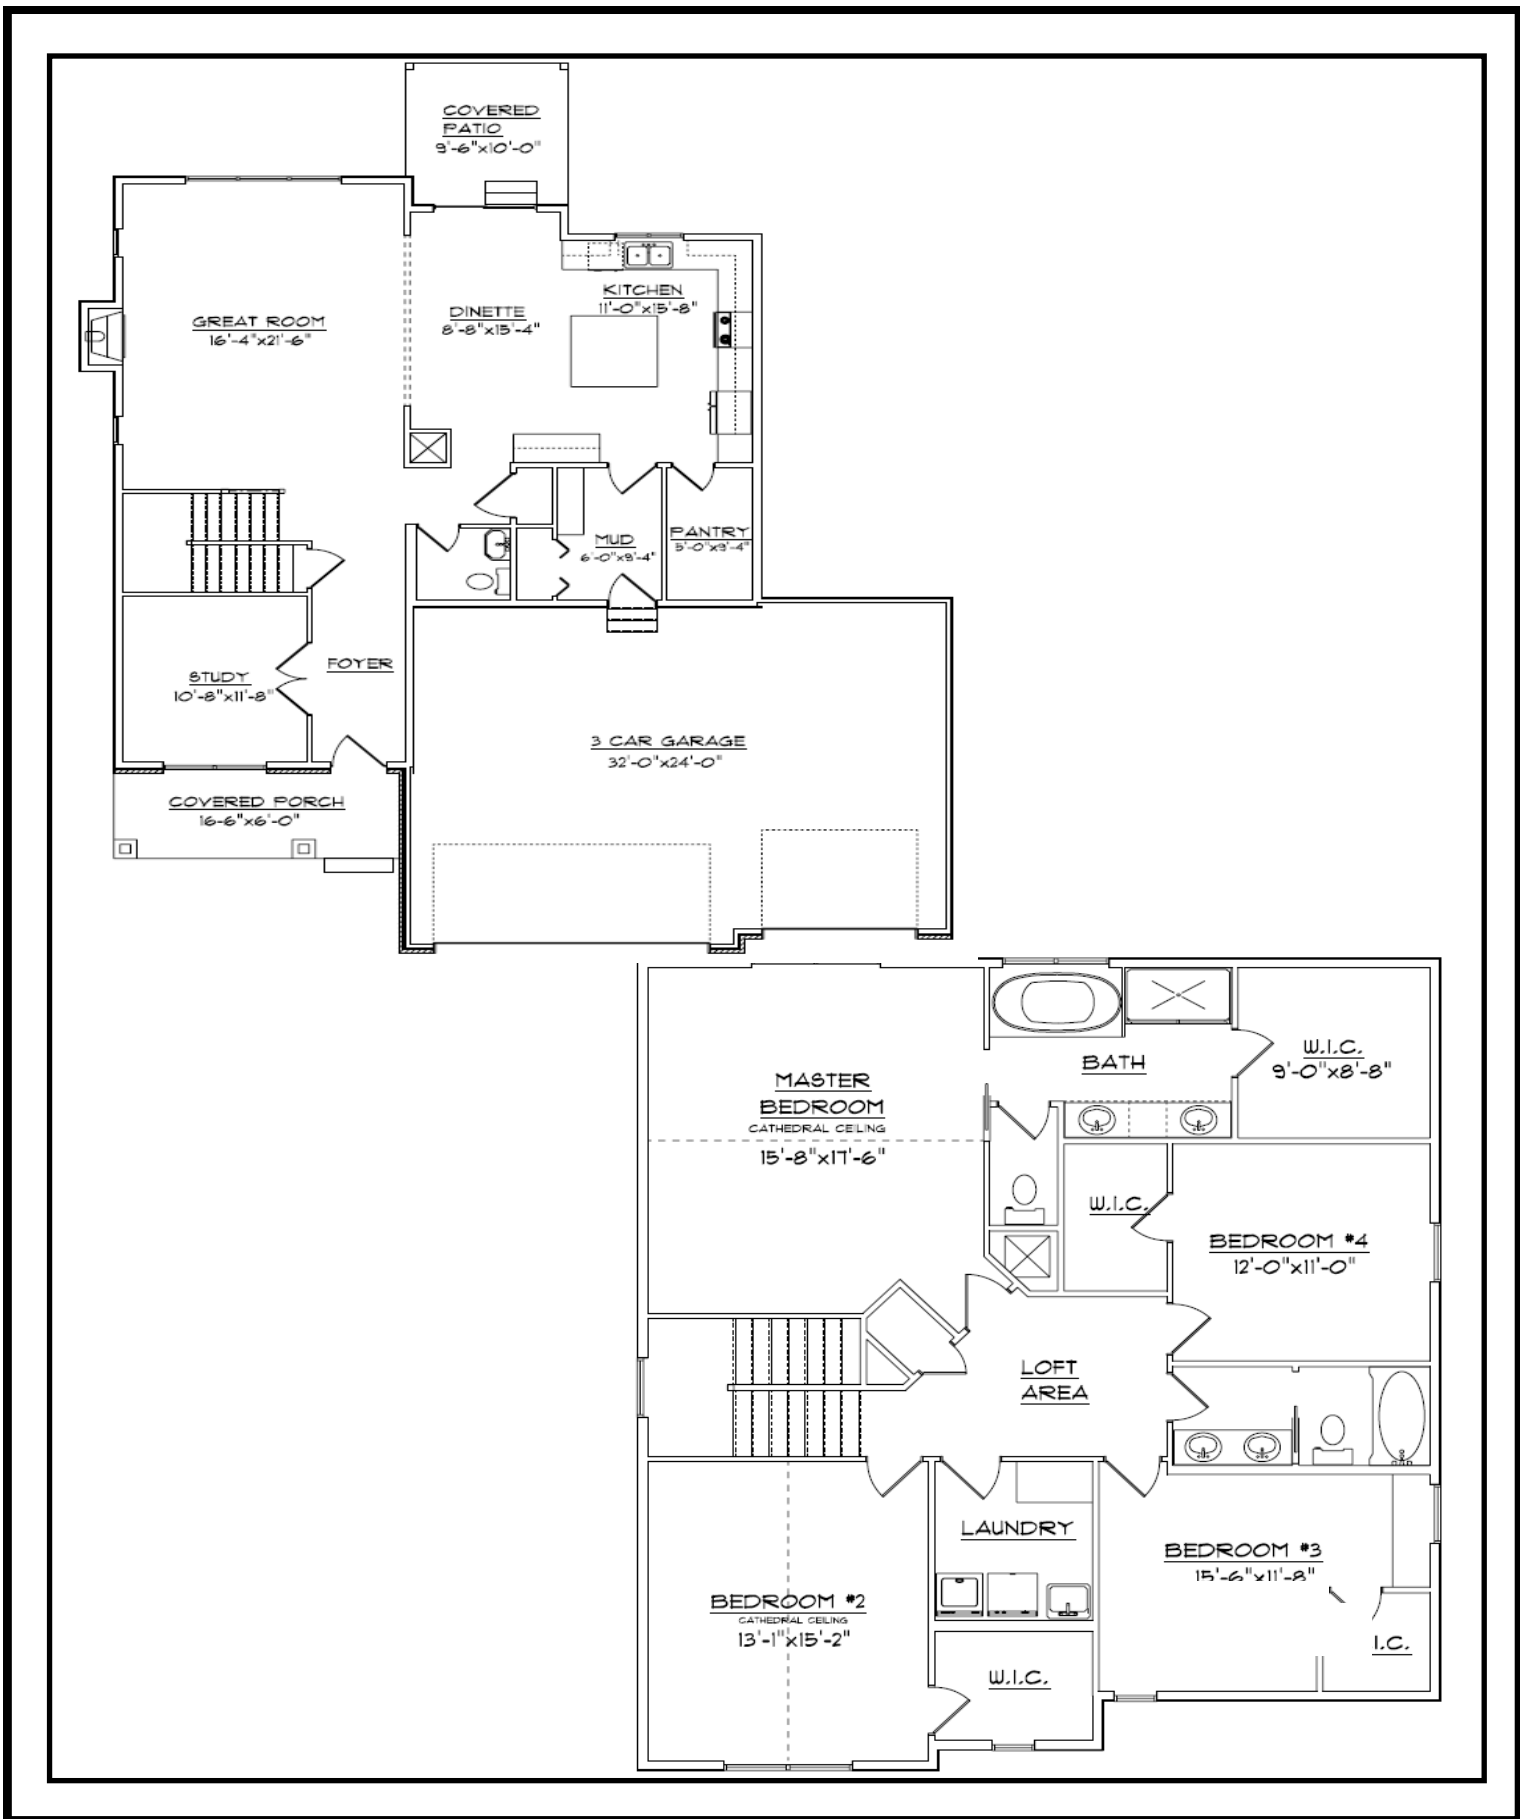 COVERED
PATIO
9'-6"x10'-0"
GREAT ROOM
16'-4"x21'-6"
DINETTE
8'-8"x15'-4"
KITCHEN
11'-0"x15'-8"
MUD
6'-0"x9'-4"
PANTRY
5'-0"x9'-4"
STUDY
10'-8"x11'-8"
FOYER
3 CAR GARAGE
32'-0"x24'-0"
COVERED PORCH
16-6"x6'-0"
MASTER
BEDROOM
CATHEDRAL CEILING
15'-8"x17'-6"
BATH
W.I.C.
9'-0"x8'-8"
W.I.C.
BEDROOM #4
12'-0"x11'-0"
LOFT
AREA
LAUNDRY
BEDROOM #3
15'-6"x11'-8"
BEDROOM #2
CATHEDRAL CEILING
13'-1"x15'-2"
W.I.C.
I.C.